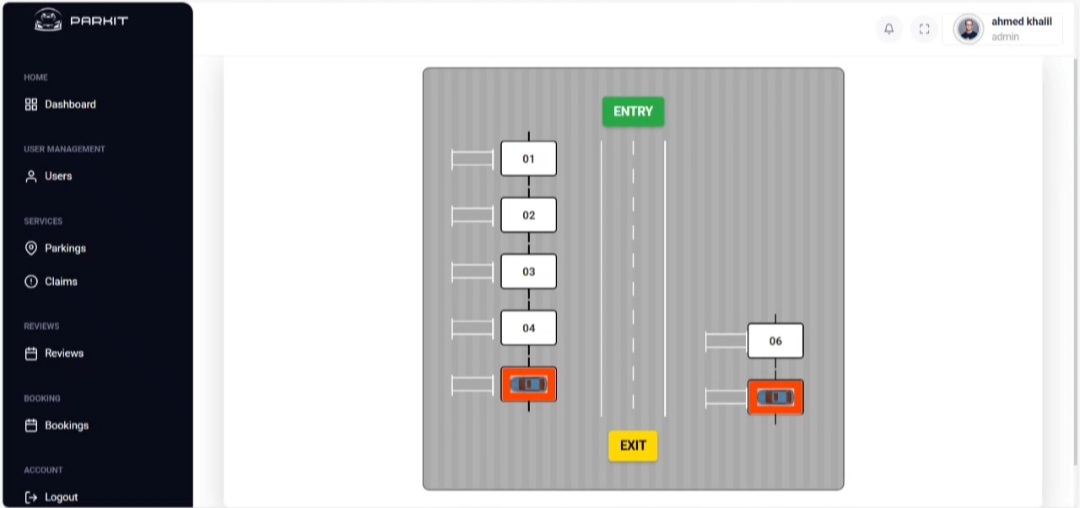 PARKIT
HOME
Dashboard
USER MANAGEMENT
Users
SERVICES
Parkings
Claims
REVIEWS
Reviews
BOOKING
Bookings
ACCOUNT
Logout
ahmed khalil
admin
ENTRY
01
02
03
04
06
EXIT